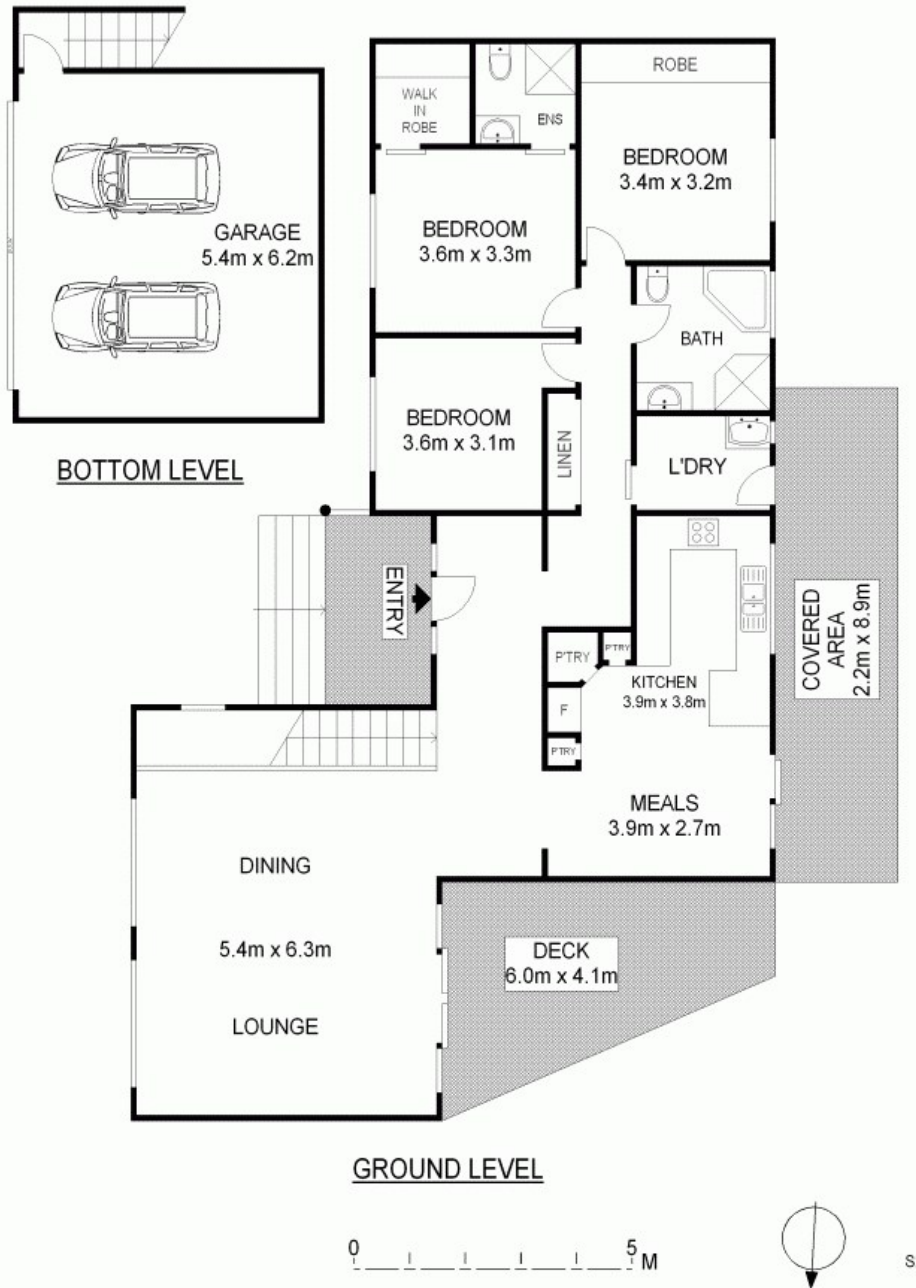 GARAGE
5.4m x 6.2m
BOTTOM LEVEL
WALK
IN
ROBE
ENS
ROBE
BEDROOM
3.4m x 3.2m
BEDROOM
3.6m x 3.3m
BATH
BEDROOM
3.6m x 3.1m
LINEN
L'DRY
ENTRY
COVERED
AREA
2.2m x 8.9m
P'TRY
P'TRY
KITCHEN
3.9m x 3.8m
F
P'TRY
MEALS
3.9m x 2.7m
DINING
5.4m x 6.3m
LOUNGE
DECK
6.0m x 4.1m
GROUND LEVEL
0 5 M
S